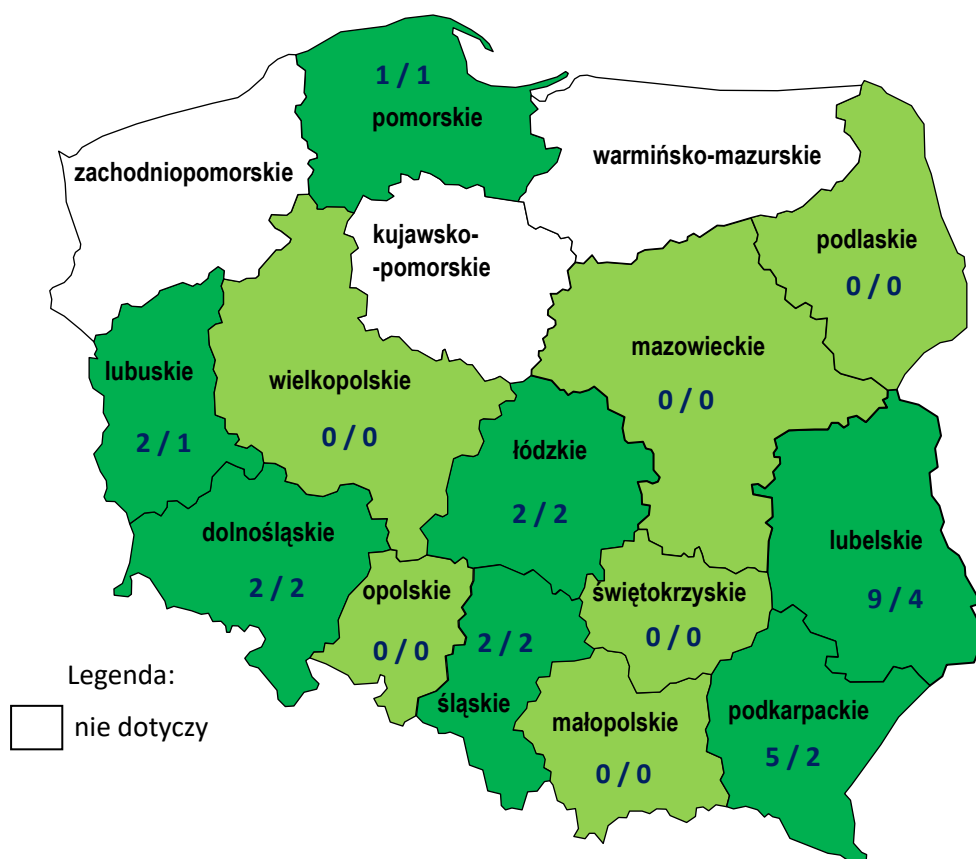 1 / 1
pomorskie
zachodniopomorskie
warmińsko-mazurskie
kujawsko-
-pomorskie
podlaskie
0 / 0
lubuskie
2 / 1
wielkopolskie
0 / 0
mazowieckie
0 / 0
łódzkie
2 / 2
dolnośląskie
2 / 2
lubelskie
9 / 4
opolskie
0 / 0
2 / 2
śląskie
świętokrzyskie
0 / 0
małopolskie
0 / 0
podkarpackie
5 / 2
Legenda:
nie dotyczy